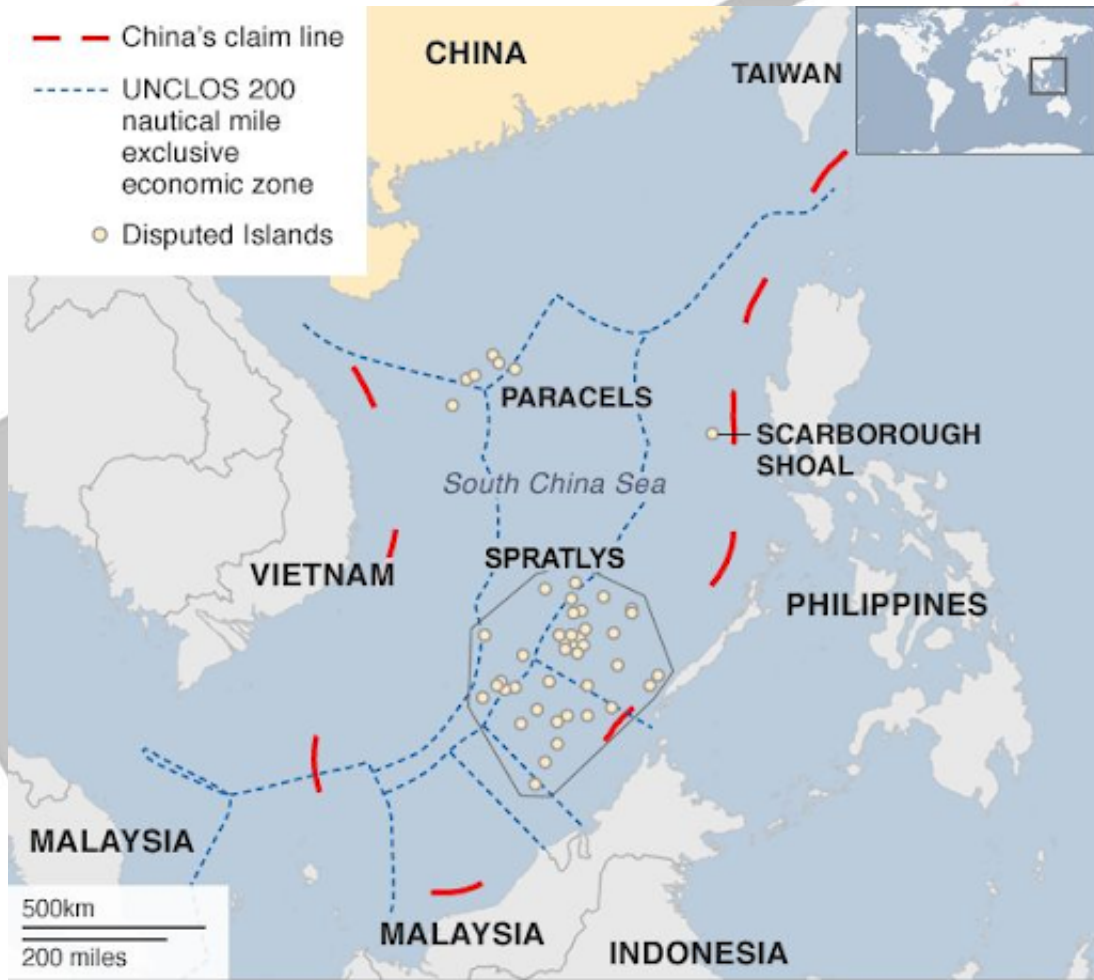 China's claim line
UNCLOS 200
nautical mile
exclusive
economic zone
Disputed Islands
CHINA
TAIWAN
PARACELS
SCARBOROUGH
SHOAL
South China Sea
SPRATLYS
VIETNAM
PHILIPPINES
MALAYSIA
500km
200 miles
MALAYSIA
INDONESIA